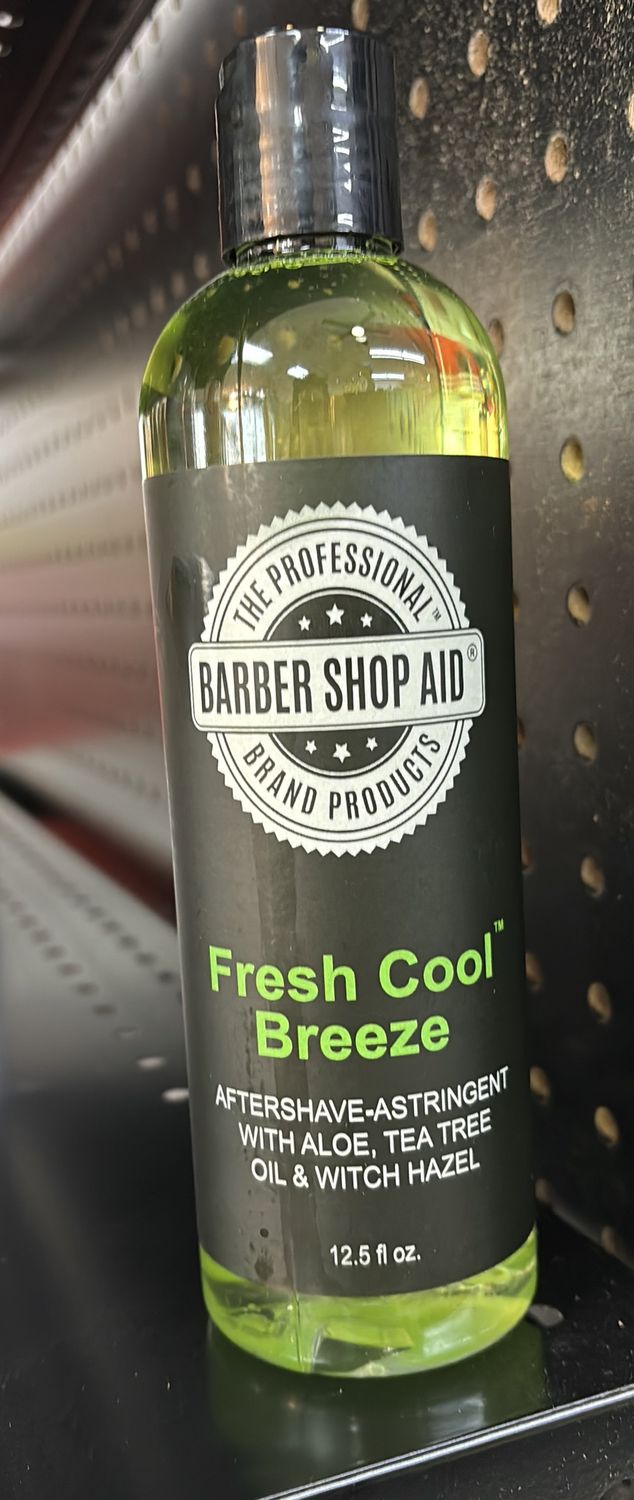 THE PROFESSIONAL™
BARBER SHOP AID®
BRAND PRODUCTS
Fresh Cool™
Breeze
AFTERSHAVE-ASTRINGENT
WITH ALOE, TEA TREE
OIL & WITCH HAZEL
12.5 fl oz.